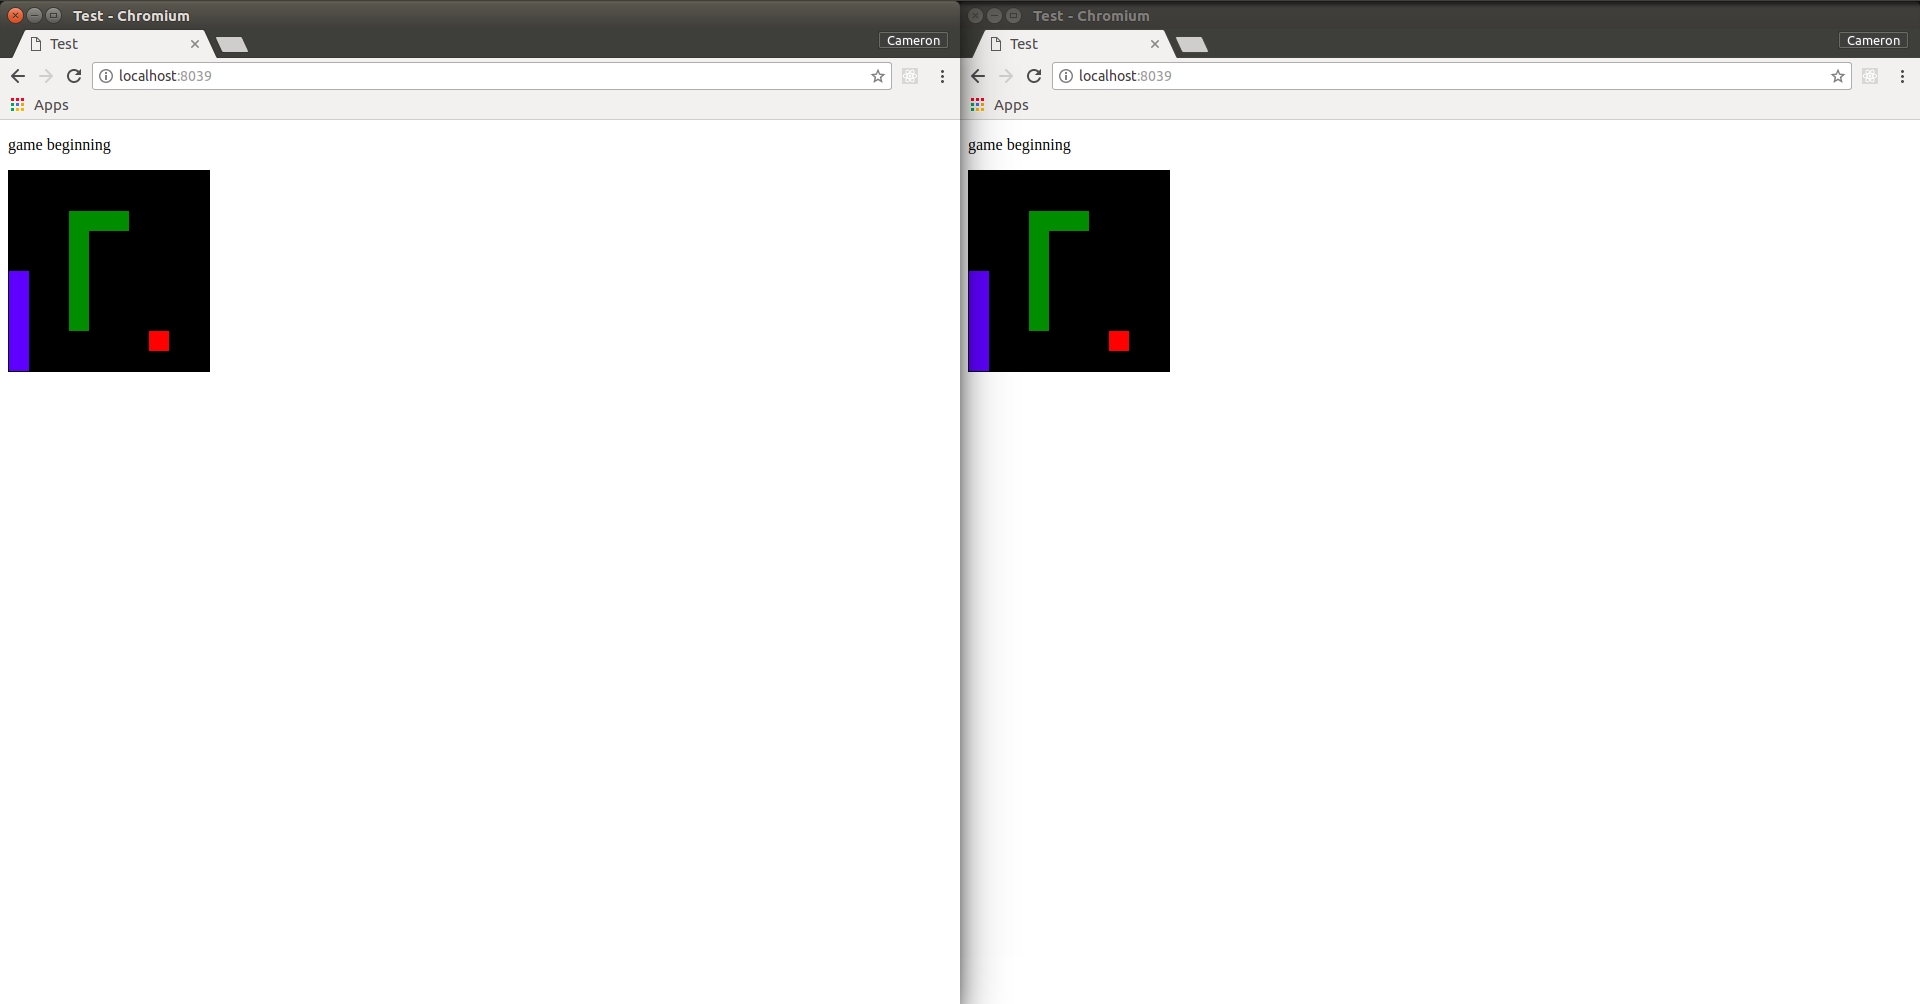 Test - Chromium
Test
Cameron
localhost:8039
Apps
game beginning
Test - Chromium
Test
Cameron
localhost:8039
Apps
game beginning